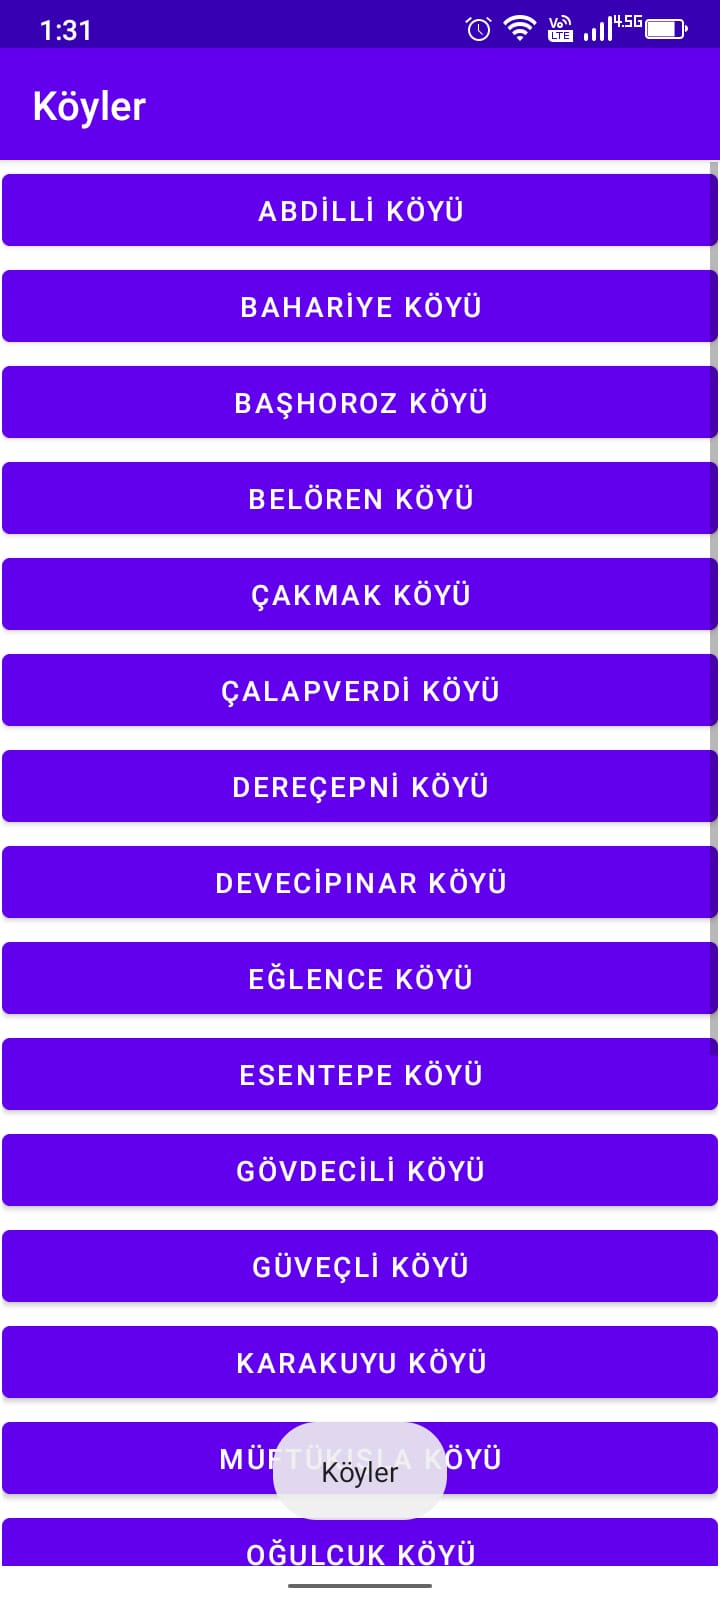 1:31
Vo LTE 4.5G
Köyler
ABDİLLİ KÖYÜ
BAHARİYE KÖYÜ
BAŞHOROZ KÖYÜ
BELÖREN KÖYÜ
ÇAKMAK KÖYÜ
ÇALAPVERDİ KÖYÜ
DEREÇEPNİ KÖYÜ
DEVECİPINAR KÖYÜ
EĞLENCE KÖYÜ
ESENTEPE KÖYÜ
GÖVDECİLİ KÖYÜ
GÜVEÇLİ KÖYÜ
KARAKUYU KÖYÜ
MÜFTÜKIŞLA KÖYÜ
Köyler
OĞULCUK KÖYÜ